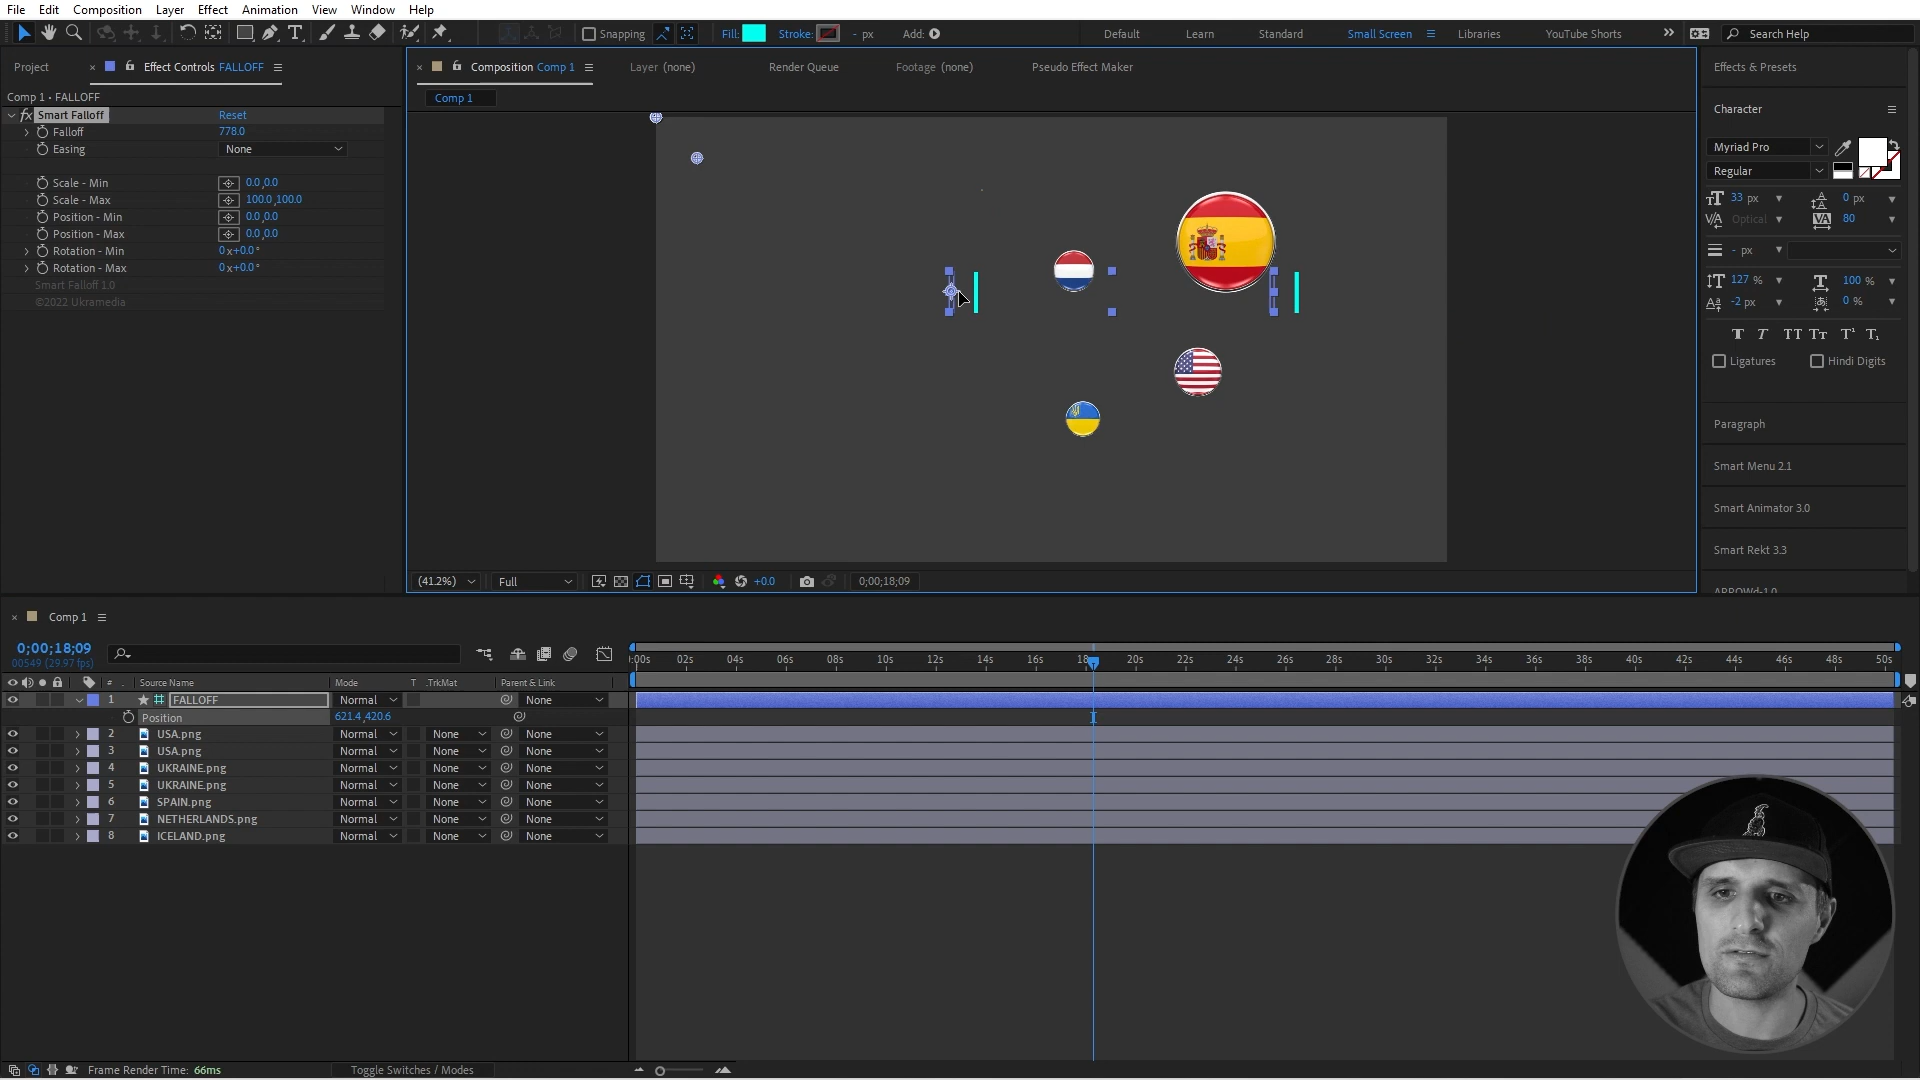 File Edit Composition Layer Effect Animation View Window Help
Snapping Fill: Stroke: - px Add: Default Learn Standard Small Screen Libraries YouTube Shorts Search Help
Project Effect Controls FALLOFF
Comp 1 • FALLOFF
Smart Falloff Reset
Falloff 778.0
Easing None
Scale - Min 0.0,0.0
Scale - Max 100.0,100.0
Position - Min 0.0,0.0
Position - Max 0.0,0.0
Rotation - Min 0x+0.0°
Rotation - Max 0x+0.0°
Smart Falloff 1.0
©2022 Ukramedia
Composition Comp 1 Layer (none) Render Queue Footage (none) Pseudo Effect Maker
Comp 1
(41.2%) Full +0.0 0;00;18;09
Effects & Presets
Character
Myriad Pro
Regular
33 px 0 px
Optical 80
- px
127 % 100 %
-2 px 0 %
Ligatures Hindi Digits
Paragraph
Smart Menu 2.1
Smart Animator 3.0
Smart Rekt 3.3
ARROWd-1.0
Comp 1
0;00;18;09
00549 (29.97 fps)
:00s 02s 04s 06s 08s 10s 12s 14s 16s 18s 20s 22s 24s 26s 28s 30s 32s 34s 36s 38s 40s 42s 44s 46s 48s 50s
# Source Name Mode T .TrkMat Parent & Link
1 FALLOFF Normal None
Position 621.4,420.6
2 USA.png Normal None None
3 USA.png Normal None None
4 UKRAINE.png Normal None None
5 UKRAINE.png Normal None None
6 SPAIN.png Normal None None
7 NETHERLANDS.png Normal None None
8 ICELAND.png Normal None None
Frame Render Time: 66ms Toggle Switches / Modes